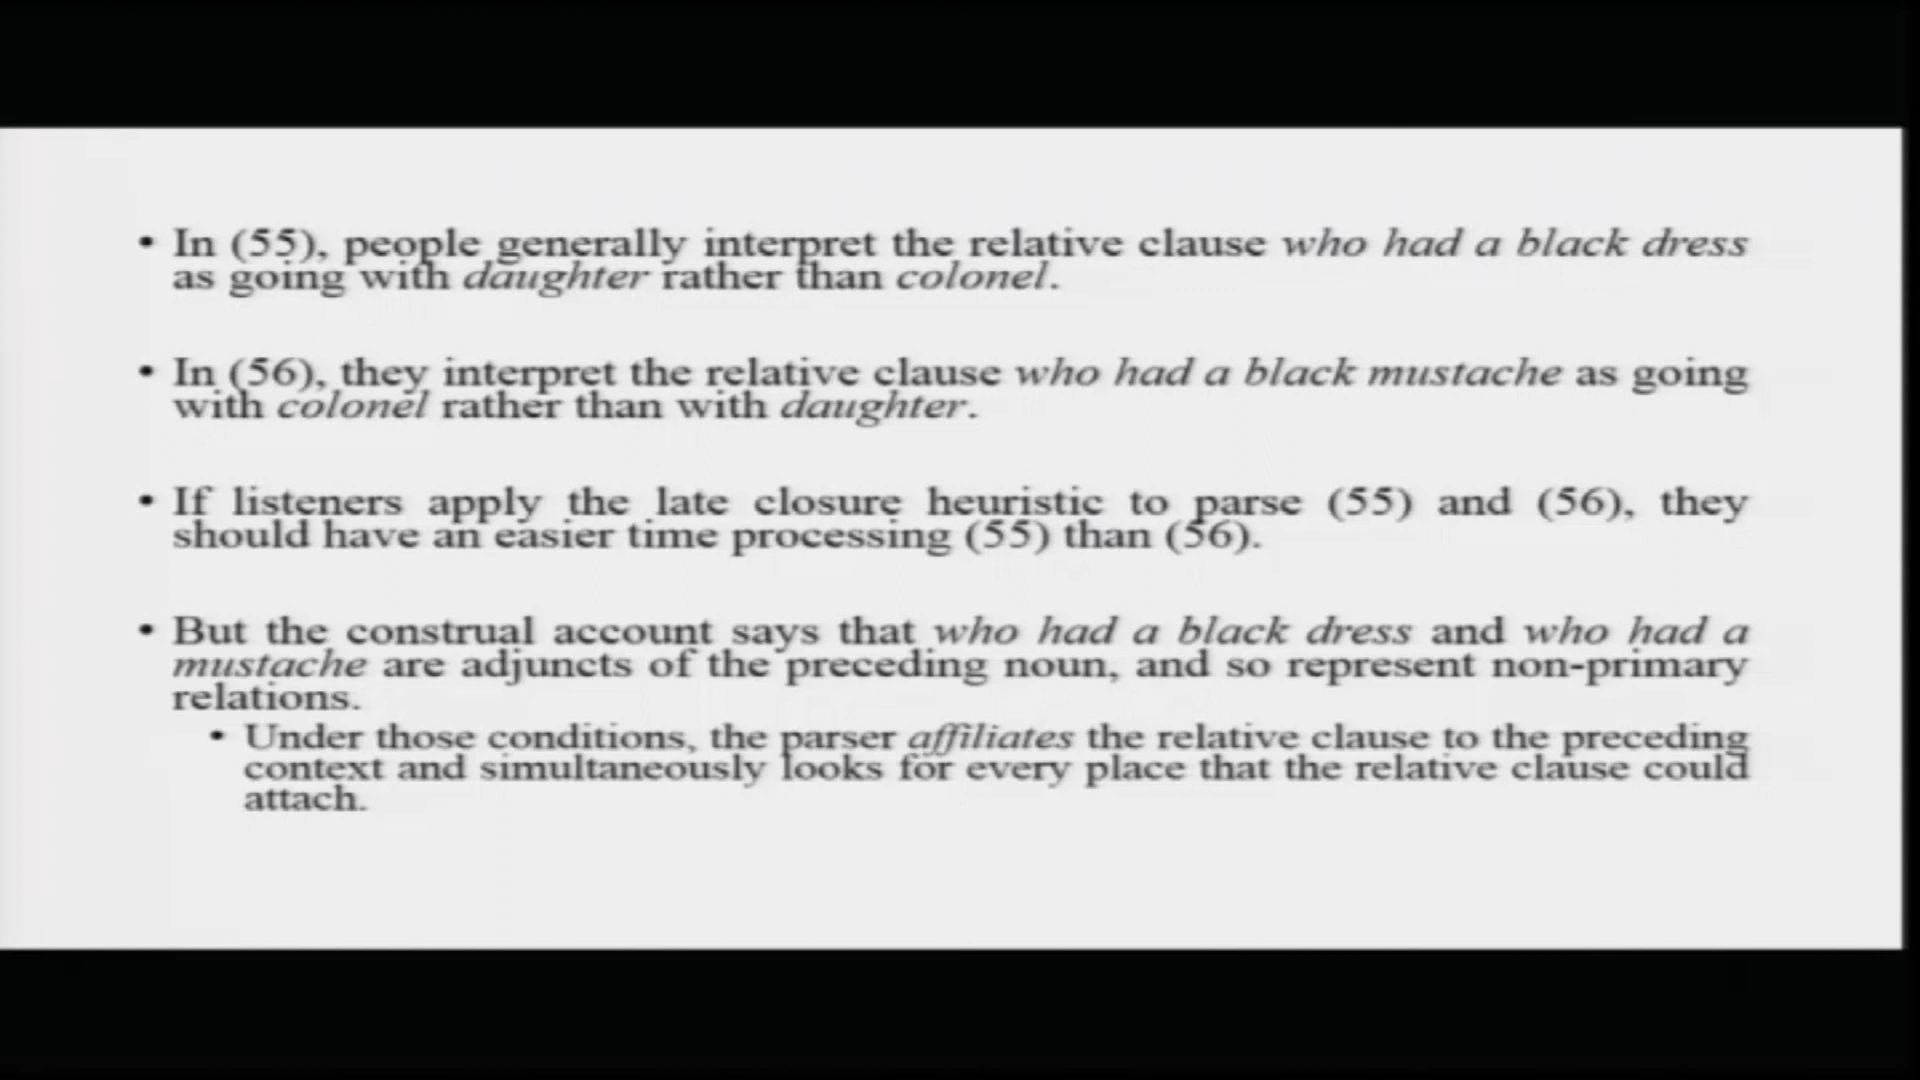 • In (55), people generally interpret the relative clause who had a black dress
as going with daughter rather than colonel.
• In (56), they interpret the relative clause who had a black mustache as going
with colonel rather than with daughter.
• If listeners apply the late closure heuristic to parse (55) and (56), they
should have an easier time processing (55) than (56).
• But the construal account says that who had a black dress and who had a
mustache are adjuncts of the preceding noun, and so represent non-primary
relations.
• Under those conditions, the parser affiliates the relative clause to the preceding
context and simultaneously looks for every place that the relative clause could
attach.